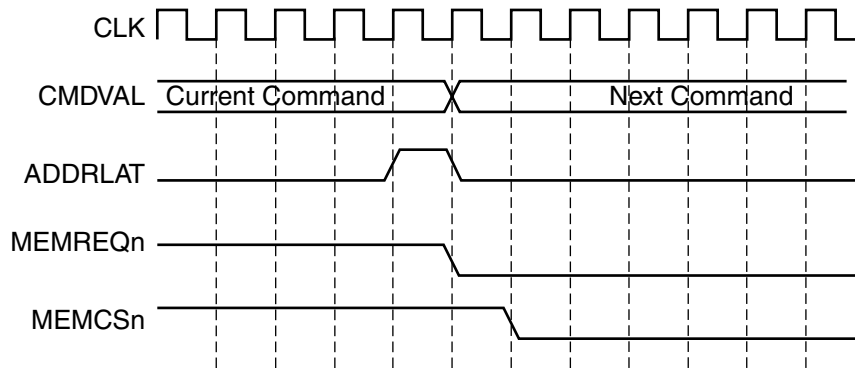 CLK
CMDVAL Current Command Next Command
ADDRLAT
MEMREQn
MEMCSn